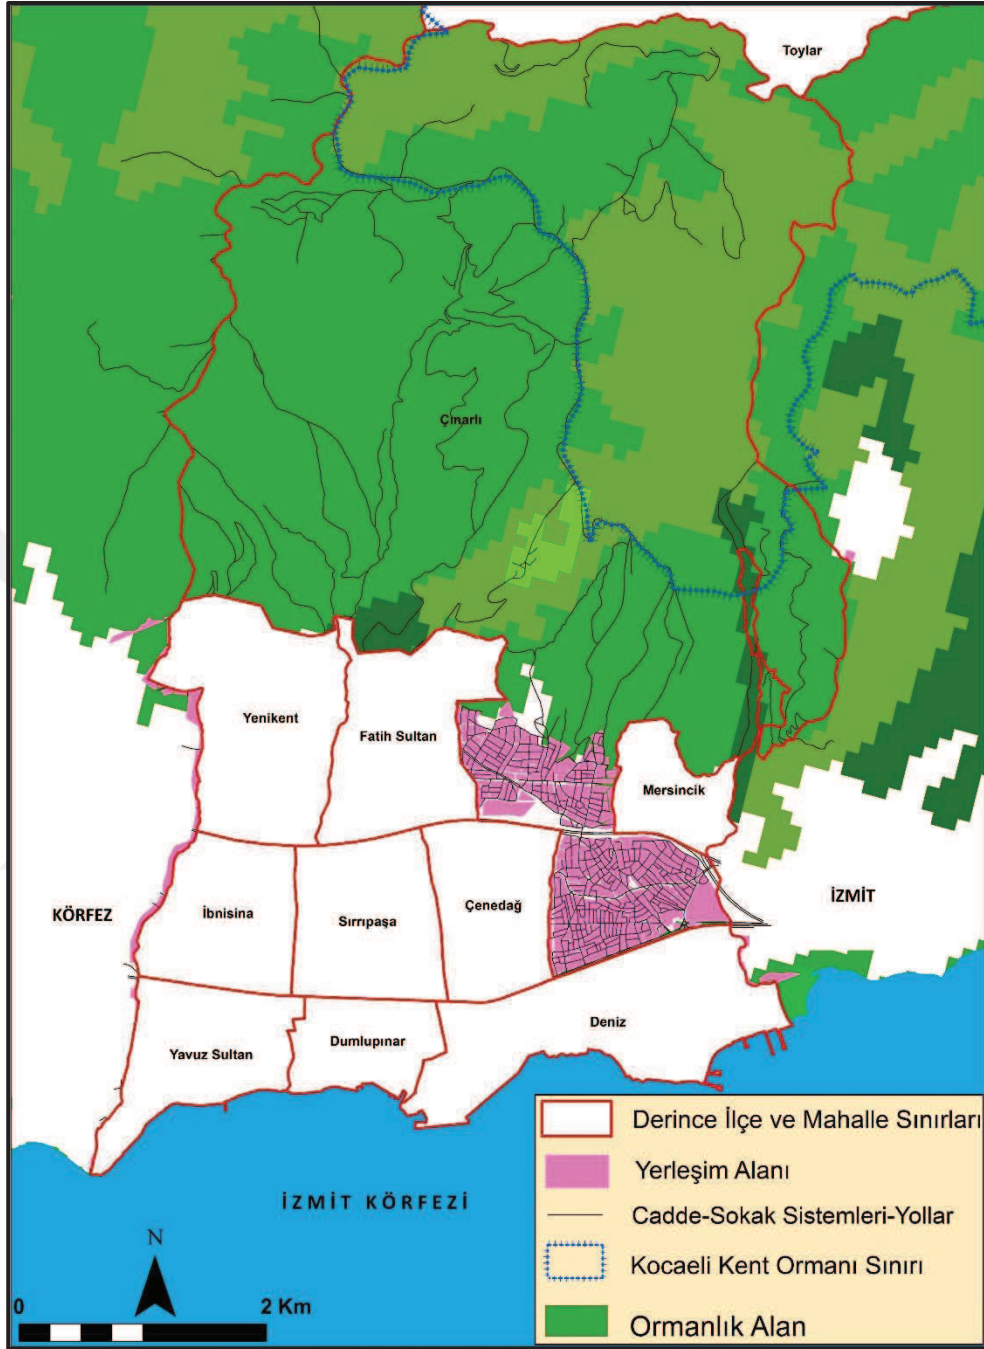 Toylar
Çınarlı
Yenikent
Fatih Sultan
Mersincik
KÖRFEZ
İbnisina
Sırrıpaşa
Çenedağ
İZMİT
Yavuz Sultan
Dumlupınar
Deniz
İZMİT KÖRFEZİ
N
0 2 Km
Derince İlçe ve Mahalle Sınırları
Yerleşim Alanı
Cadde-Sokak Sistemleri-Yollar
Kocaeli Kent Ormanı Sınırı
Ormanlık Alan